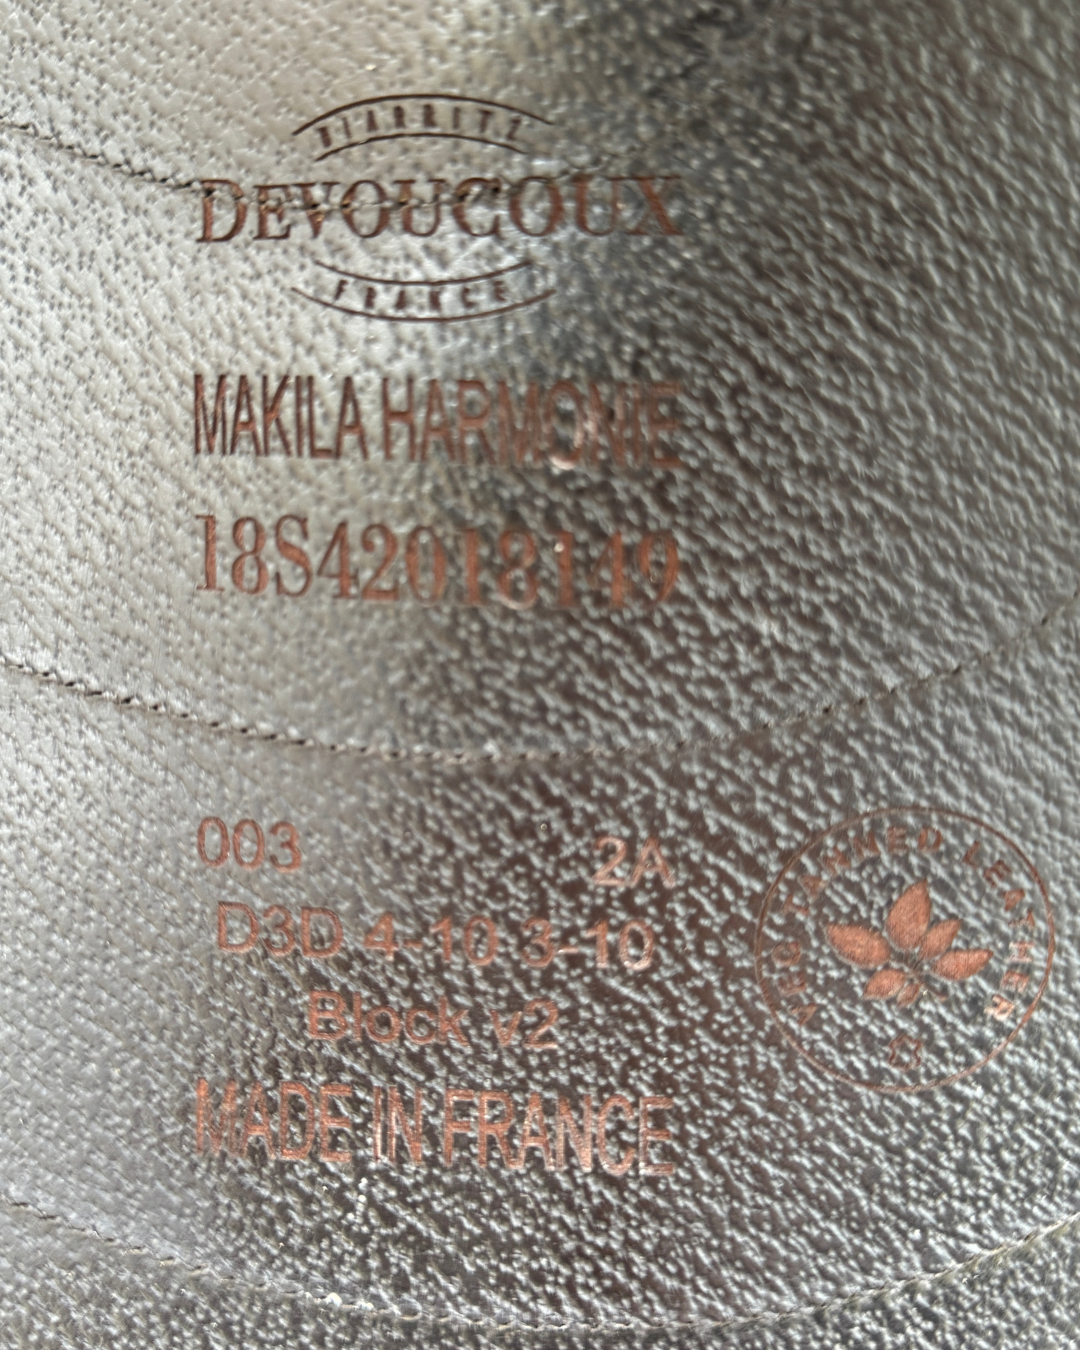 BIARRITZ
DEVOUCOUX
FRANCE
MAKILA HARMONIE
18S42018149
003 2A
D3D 4-10 3-10
Block v2
MADE IN FRANCE
VEG TANNED LEATHER